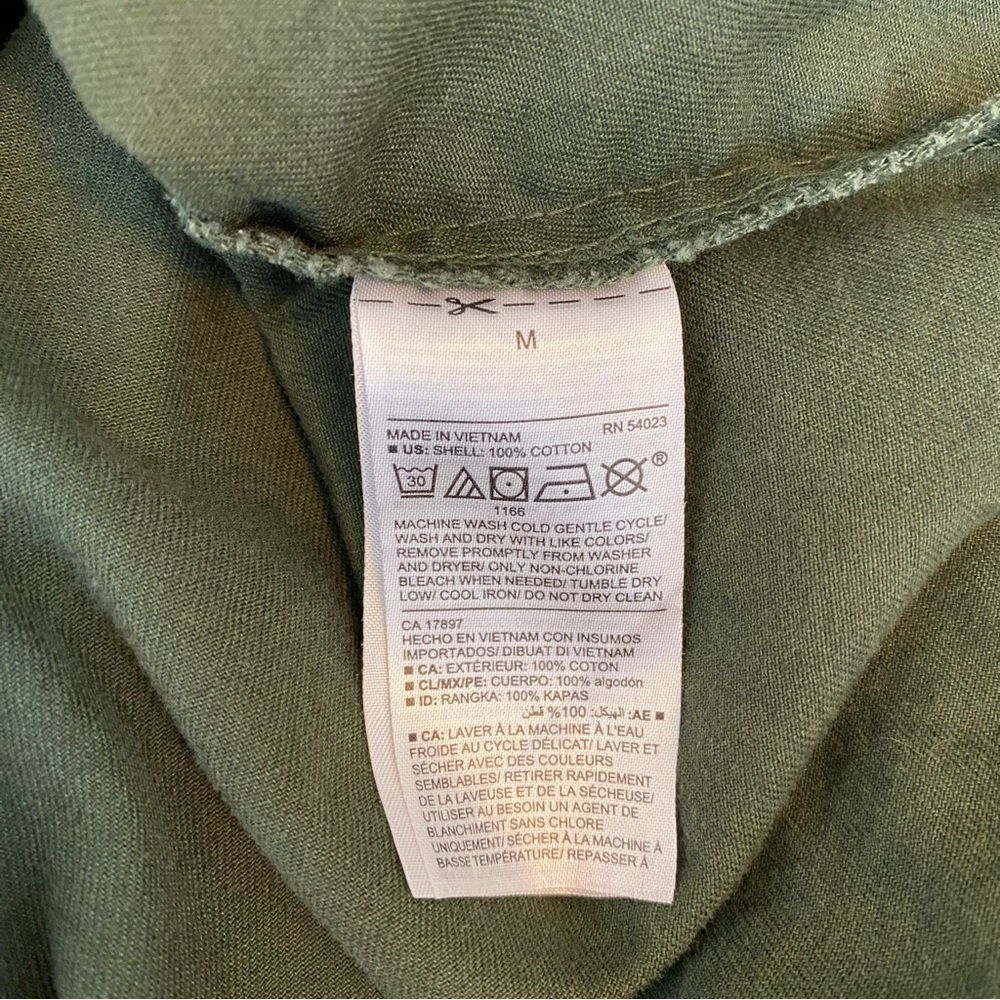 M
RN 54023
MADE IN VIETNAM
■ US: SHELL: 100% COTTON
30
®
1166
MACHINE WASH COLD GENTLE CYCLE/
WASH AND DRY WITH LIKE COLORS/
REMOVE PROMPTLY FROM WASHER
AND DRYER/ ONLY NON-CHLORINE
BLEACH WHEN NEEDED/ TUMBLE DRY
LOW/ COOL IRON/ DO NOT DRY CLEAN
CA 17897
HECHO EN VIETNAM CON INSUMOS
IMPORTADOS/ DIBUAT DI VIETNAM
■ CA: EXTÉRIEUR: 100% COTON
■ CL/MX/PE: CUERPO: 100% algodón
■ ID: RANGKA: 100% KAPAS
■ AE: الهيكل: 100% قطن
■ CA: LAVER À LA MACHINE À L'EAU
FROIDE AU CYCLE DÉLICAT/ LAVER ET
SÉCHER AVEC DES COULEURS
SEMBLABLES/ RETIRER RAPIDEMENT
DE LA LAVEUSE ET DE LA SÉCHEUSE/
UTILISER AU BESOIN UN AGENT DE
BLANCHIMENT SANS CHLORE
UNIQUEMENT/ SÉCHER À LA MACHINE À
BASSE TEMPÉRATURE/ REPASSER À